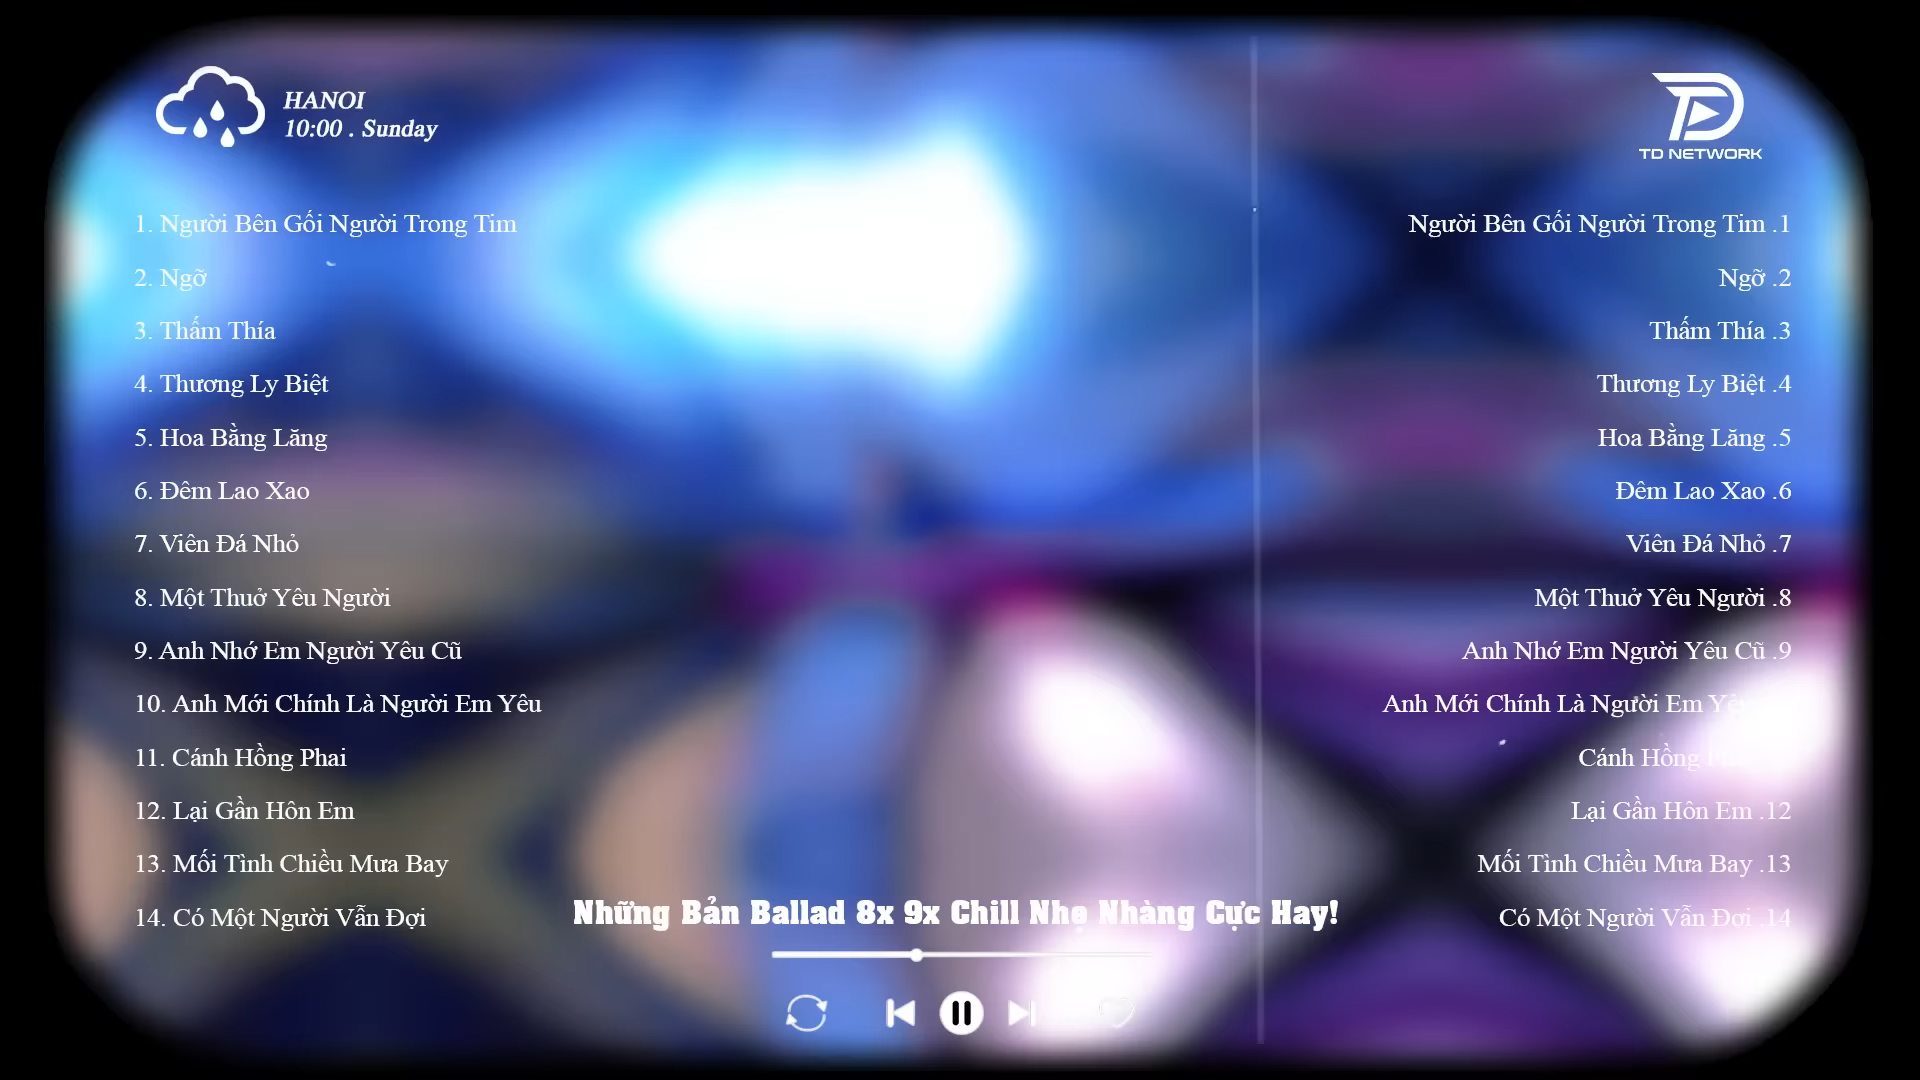 HANOI
10:00 . Sunday
TD NETWORK
1. Người Bên Gối Người Trong Tim
2. Ngỡ
3. Thấm Thía
4. Thương Ly Biệt
5. Hoa Bằng Lăng
6. Đêm Lao Xao
7. Viên Đá Nhỏ
8. Một Thuở Yêu Người
9. Anh Nhớ Em Người Yêu Cũ
10. Anh Mới Chính Là Người Em Yêu
11. Cánh Hồng Phai
12. Lại Gần Hôn Em
13. Mối Tình Chiều Mưa Bay
14. Có Một Người Vẫn Đợi
Người Bên Gối Người Trong Tim .1
Ngỡ .2
Thấm Thía .3
Thương Ly Biệt .4
Hoa Bằng Lăng .5
Đêm Lao Xao .6
Viên Đá Nhỏ .7
Một Thuở Yêu Người .8
Anh Nhớ Em Người Yêu Cũ .9
Anh Mới Chính Là Người Em
Cánh Hồng
Lại Gần Hôn Em .12
Mối Tình Chiều Mưa Bay .13
Có Một Người Vẫn Đợi .14
Những Bản Ballad 8x 9x Chill Nhẹ Nhàng Cực Hay!